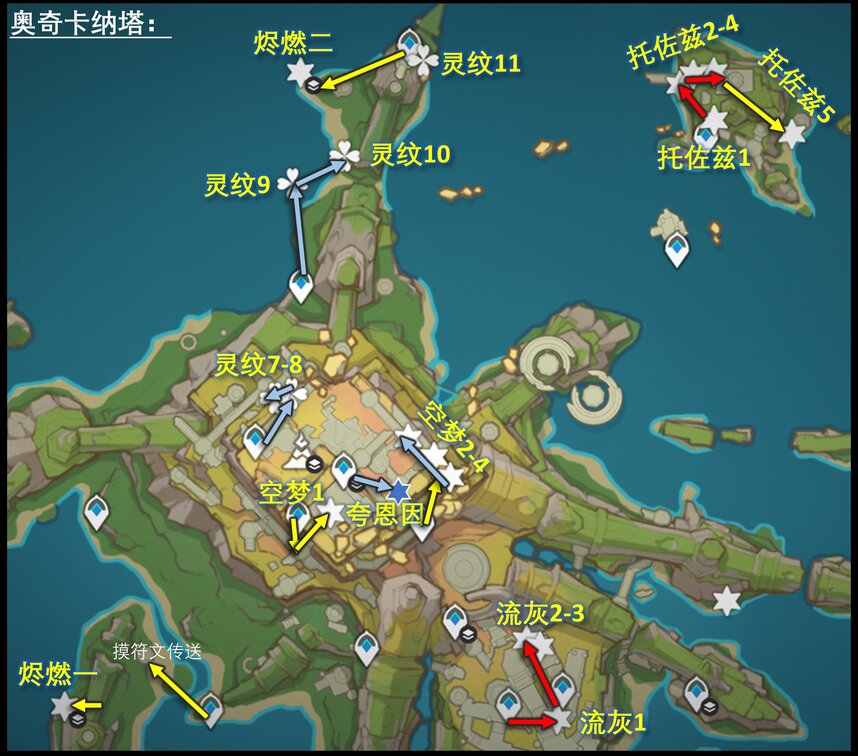 奥奇卡纳塔：
烬燃二
灵纹11
托佐兹2-4
托佐兹5
托佐兹1
灵纹10
灵纹9
灵纹7-8
空梦2-4
空梦1
夸恩因
流灰2-3
摸符文传送
烬燃一
流灰1